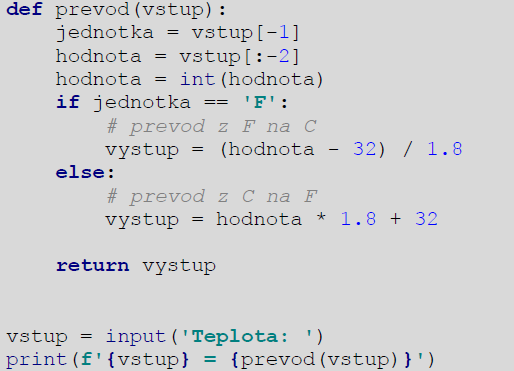 def prevod(vstup):
    jednotka = vstup[-1]
    hodnota = vstup[:-2]
    hodnota = int(hodnota)
    if jednotka == 'F':
        # prevod z F na C
        vystup = (hodnota - 32) / 1.8
    else:
        # prevod z C na F
        vystup = hodnota * 1.8 + 32

    return vystup


vstup = input('Teplota: ')
print(f'{vstup} = {prevod(vstup)}')